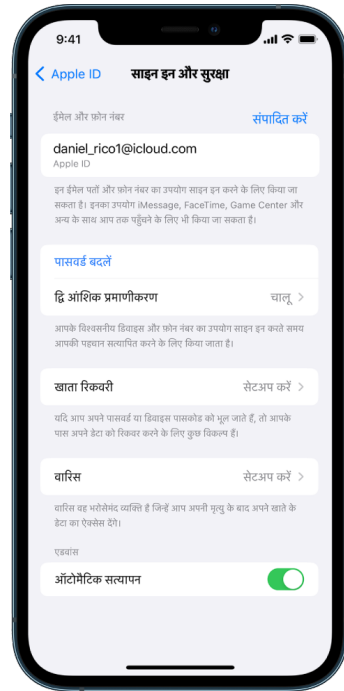 9:41
Apple ID साइन इन और सुरक्षा
ईमेल और फ़ोन नंबर संपादित करें
daniel_rico1@icloud.com
Apple ID
इन ईमेल पतों और फ़ोन नंबर का उपयोग साइन इन करने के लिए किया जा
सकता है। इनका उपयोग iMessage, FaceTime, Game Center और
अन्य के साथ आप तक पहुँचने के लिए भी किया जा सकता है।
पासवर्ड बदलें
द्वि आंशिक प्रमाणीकरण चालू
आपके विश्वसनीय डिवाइस और फ़ोन नंबर का उपयोग साइन इन करते समय
आपकी पहचान सत्यापित करने के लिए किया जाता है।
खाता रिकवरी सेटअप करें
यदि आप अपने पासवर्ड या डिवाइस पासकोड को भूल जाते हैं, तो आपके
पास अपने डेटा को रिकवर करने के लिए कुछ विकल्प हैं।
वारिस सेटअप करें
वारिस वह भरोसेमंद व्यक्ति है जिन्हें आप अपनी मृत्यु के बाद अपने खाते के
डेटा का ऐक्सेस देंगे।
एडवांस
ऑटोमैटिक सत्यापन